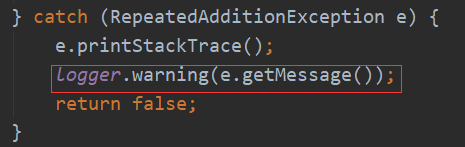 } catch (RepeatedAdditionException e) {
    e.printStackTrace();
    logger.warning(e.getMessage());
    return false;
}